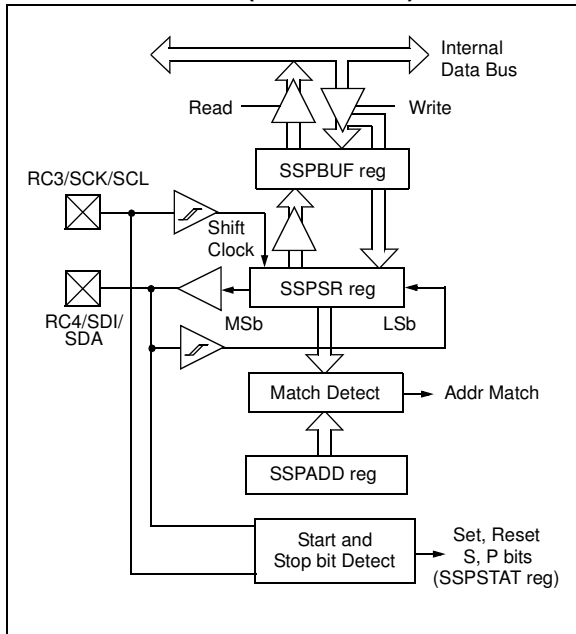 Internal
Data Bus
Read
Write
SSPBUF reg
RC3/SCK/SCL
Shift
Clock
SSPSR reg
MSb
LSb
RC4/SDI/
SDA
Match Detect
Addr Match
SSPADD reg
Start and
Stop bit Detect
Set, Reset
S, P bits
(SSPSTAT reg)